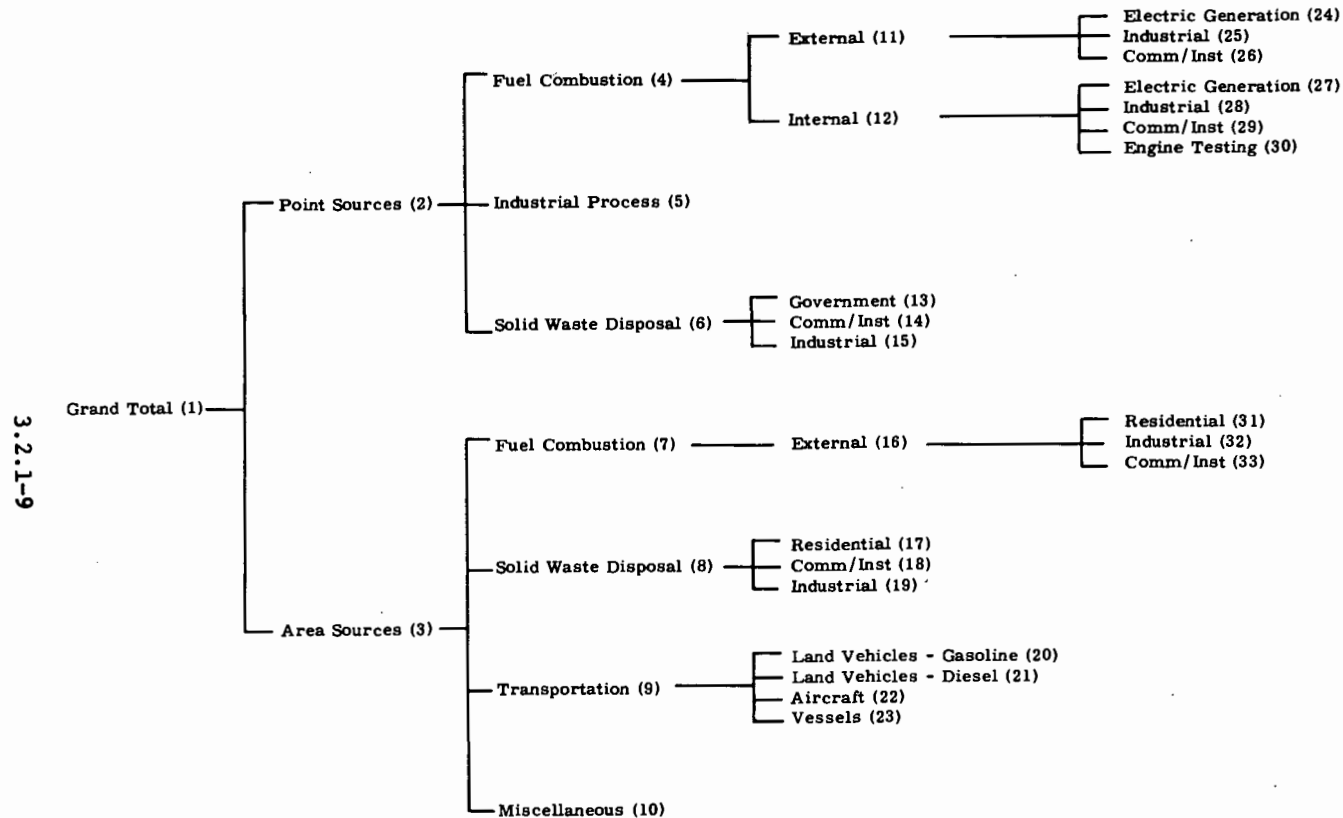 Electric Generation (24)
External (11)
Industrial (25)
Comm/Inst (26)
Fuel Combustion (4)
Electric Generation (27)
Industrial (28)
Internal (12)
Comm/Inst (29)
Engine Testing (30)
Point Sources (2)
Industrial Process (5)
Government (13)
Solid Waste Disposal (6)
Comm/Inst (14)
Industrial (15)
Grand Total (1)
3.2.1-9
Residential (31)
Fuel Combustion (7)
External (16)
Industrial (32)
Comm/Inst (33)
Residential (17)
Solid Waste Disposal (8)
Comm/Inst (18)
Industrial (19)
Area Sources (3)
Land Vehicles - Gasoline (20)
Land Vehicles - Diesel (21)
Transportation (9)
Aircraft (22)
Vessels (23)
Miscellaneous (10)